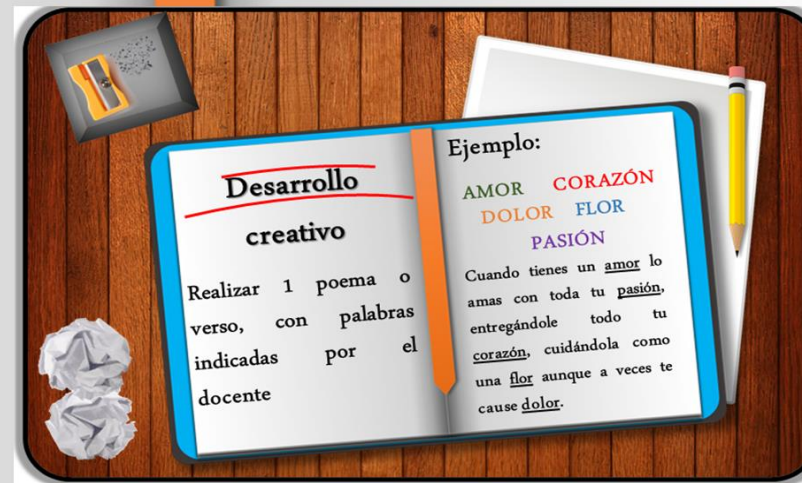 Desarrollo
creativo
Realizar 1 poema o
verso, con palabras
indicadas por el
docente
Ejemplo:
AMOR CORAZÓN
DOLOR FLOR
PASIÓN
Cuando tienes un amor lo
amas con toda tu pasión,
entregándole todo tu
corazón, cuidándola como
una flor aunque a veces te
cause dolor.